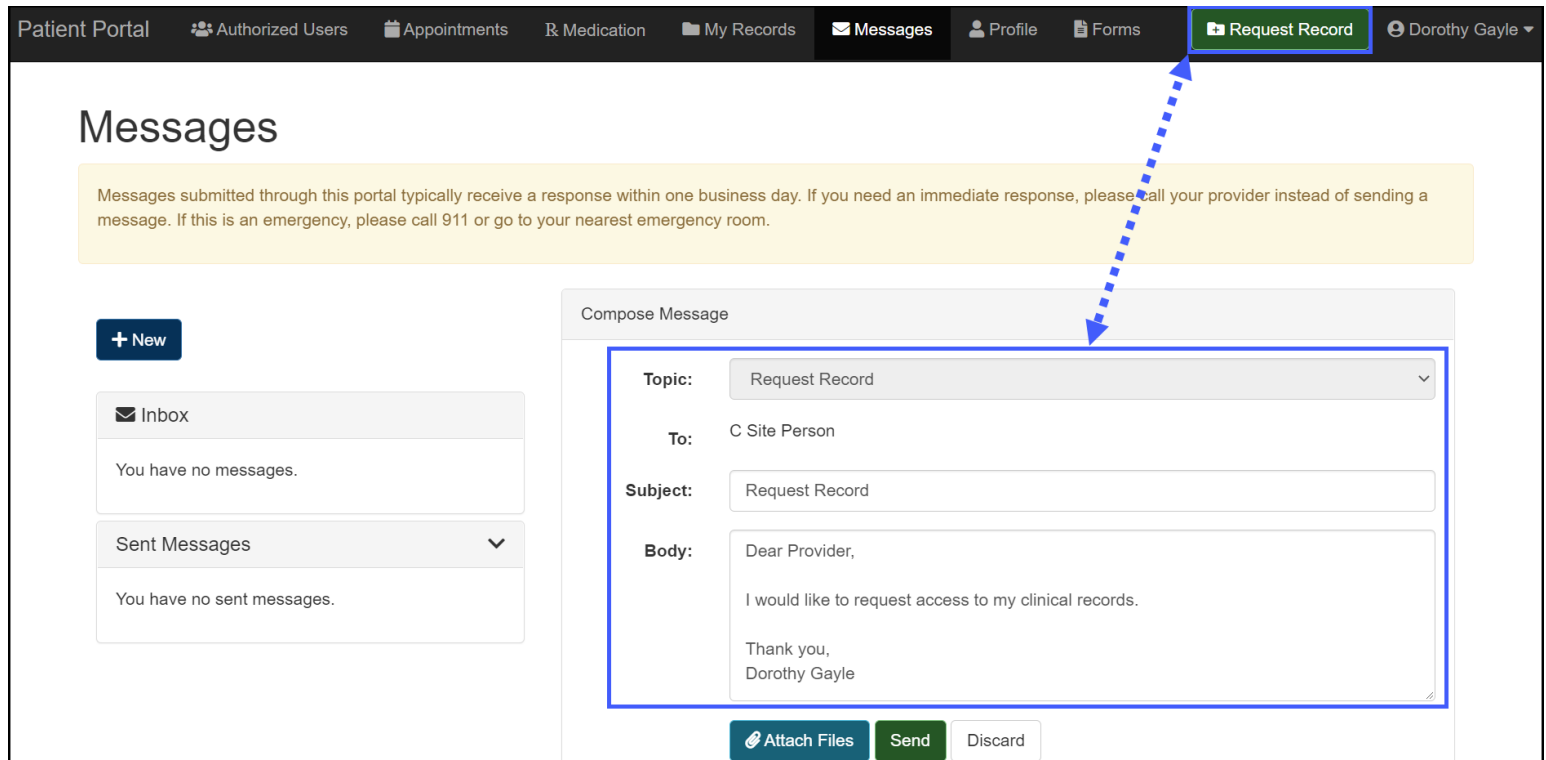 Patient Portal Authorized Users Appointments ℞ Medication My Records Messages Profile Forms Request Record Dorothy Gayle
Messages
Messages submitted through this portal typically receive a response within one business day. If you need an immediate response, please call your provider instead of sending a
message. If this is an emergency, please call 911 or go to your nearest emergency room.
New
Inbox
You have no messages.
Sent Messages
You have no sent messages.
Compose Message
Topic: Request Record
To: C Site Person
Subject: Request Record
Body: Dear Provider,
I would like to request access to my clinical records.
Thank you,
Dorothy Gayle
Attach Files Send Discard